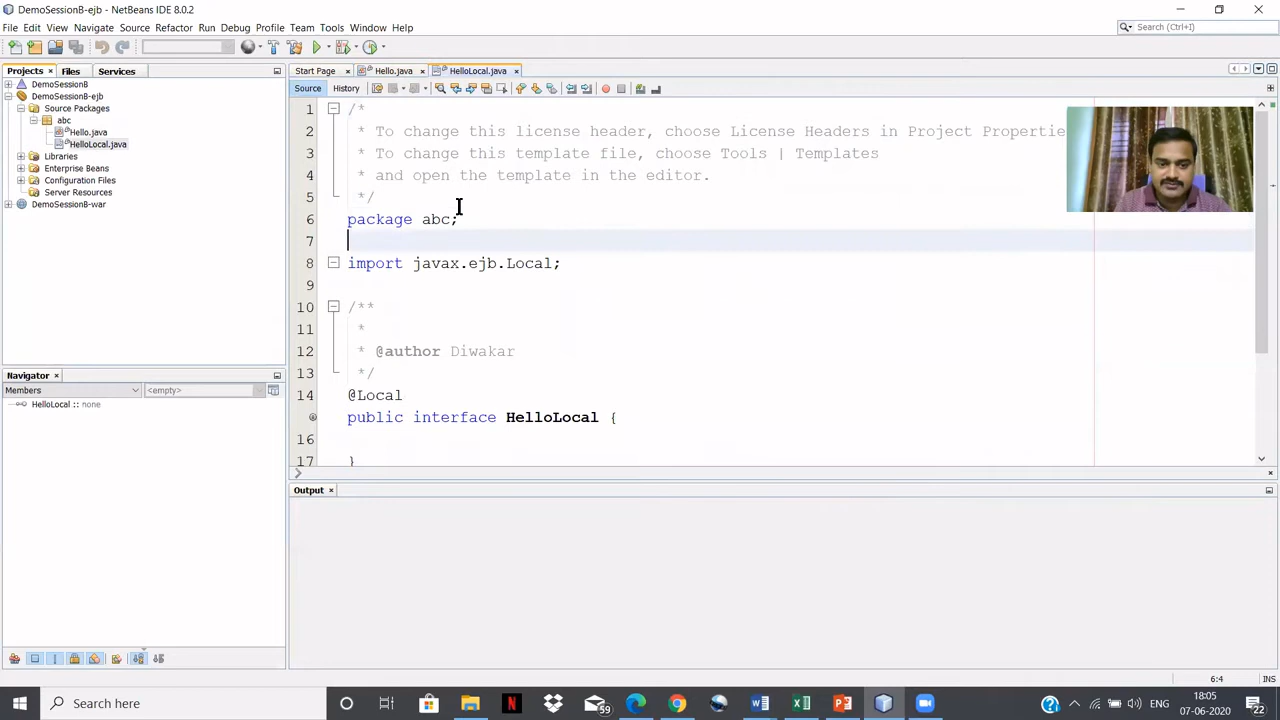 DemoSessionB-ejb - NetBeans IDE 8.0.2
File Edit View Navigate Source Refactor Run Debug Profile Team Tools Window Help
Search (Ctrl+I)
Projects Files Services
Start Page Hello.java HelloLocal.java
Source History
DemoSessionB
DemoSessionB-ejb
Source Packages
abc
Hello.java
HelloLocal.java
Libraries
Enterprise Beans
Configuration Files
Server Resources
DemoSessionB-war
1 /*
2 * To change this license header, choose License Headers in Project Propertie
3 * To change this template file, choose Tools | Templates
4 * and open the template in the editor.
5 */
6 package abc;
7
8 import javax.ejb.Local;
9
10 /**
11 *
12 * @author Diwakar
13 */
14 @Local
public interface HelloLocal {
16
17 }
Navigator
Members <empty>
HelloLocal :: none
Output
6:4 INS
Search here
59
ENG
18:05
07-06-2020
22